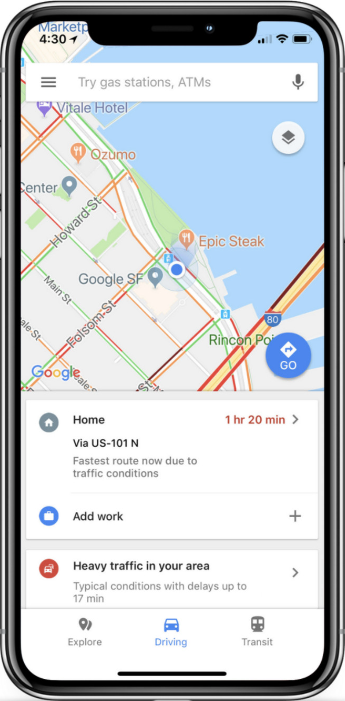 Marketp
4:30
Try gas stations, ATMs
Vitale Hotel
Ozumo
Center
Howard St
Epic Steak
Google SF
Main St
Folsom St
80
Rincon Poi
GO
Google
Home
1 hr 20 min
Via US-101 N
Fastest route now due to
traffic conditions
Add work
Heavy traffic in your area
Typical conditions with delays up to
17 min
Explore
Driving
Transit